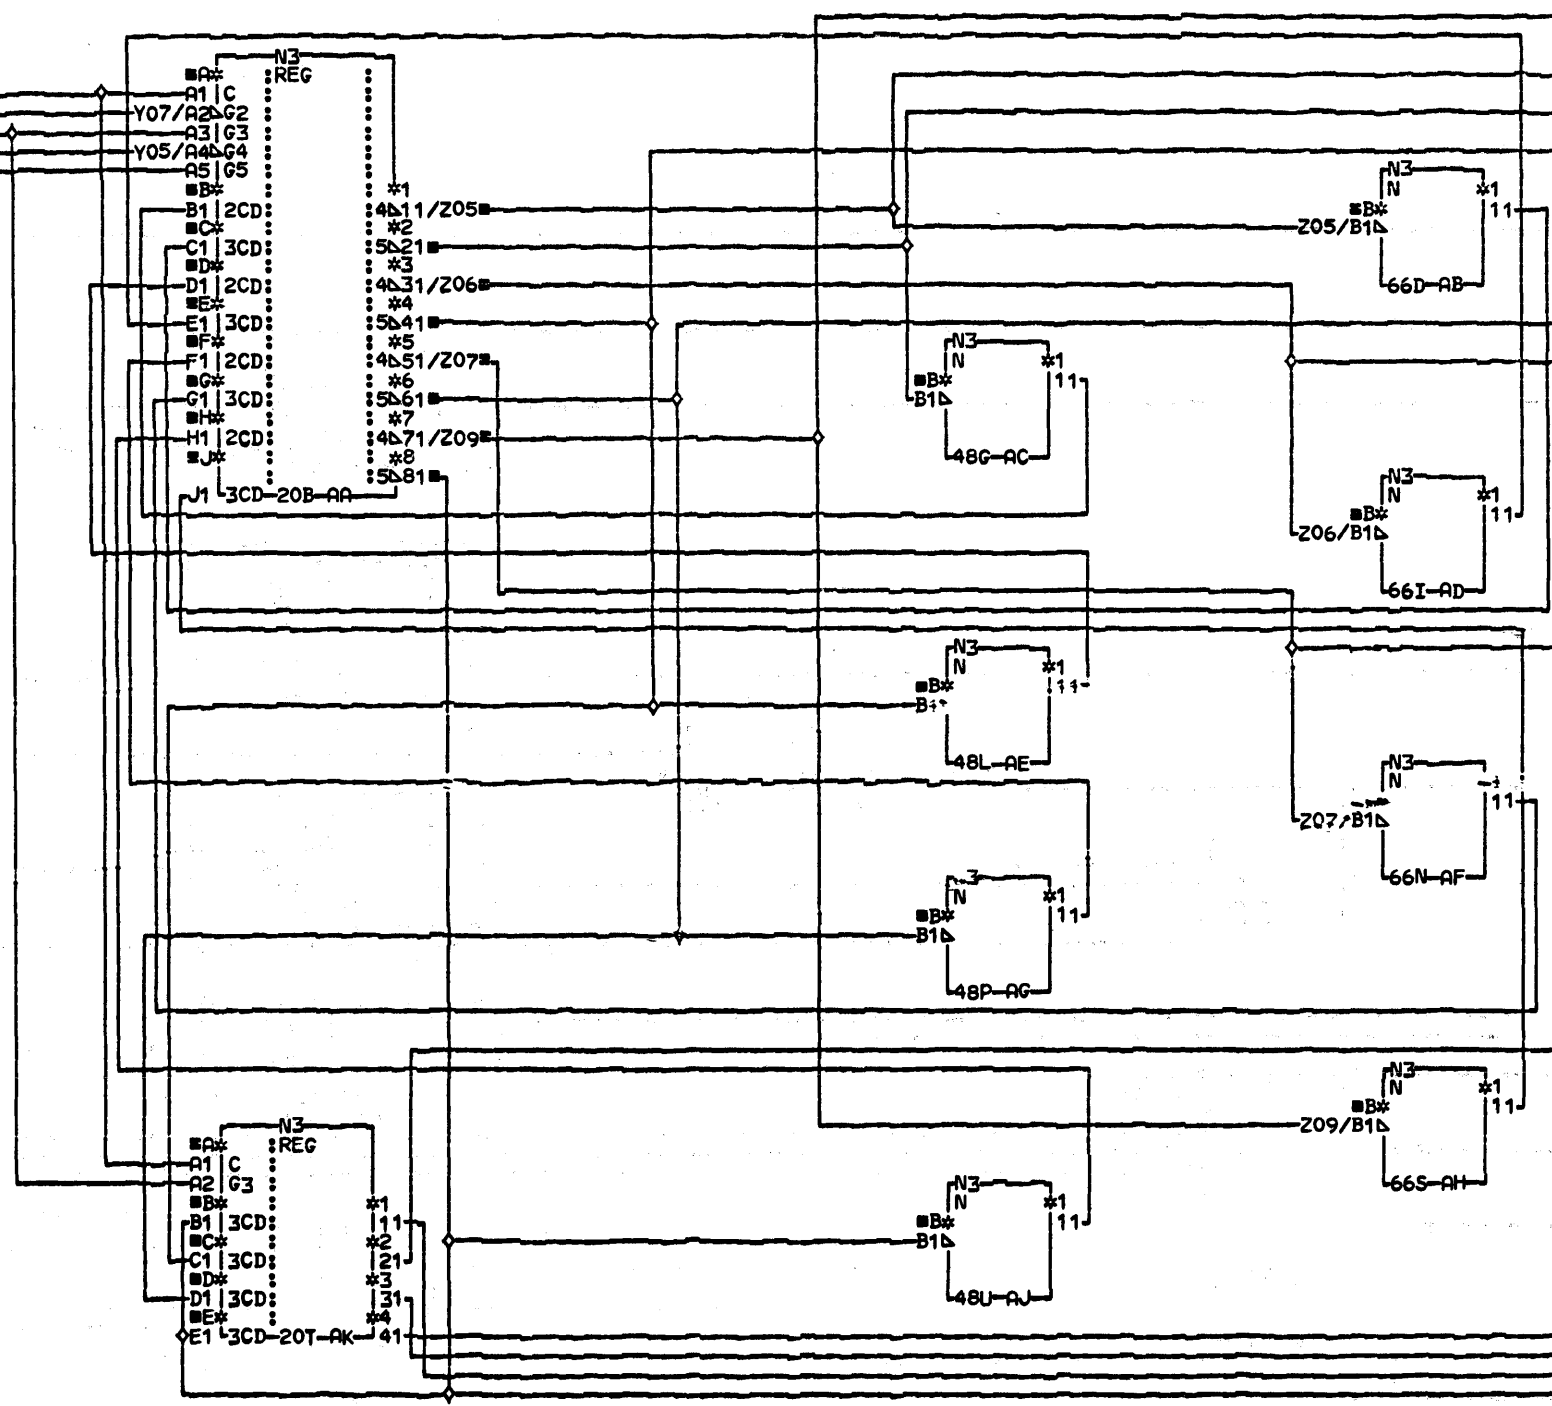 N3
■A* REG
A1 C
Y07/A2 G2
A3 G3
Y05/A4 G4
A5 G5
■B* *1
B1 2CD 4 11/Z05■
■C* *2
C1 3CD 5 21■
■D* *3
D1 2CD 4 31/Z06■
■E* *4
E1 3CD 5 41■
■F* *5
F1 2CD 4 51/Z07■
■G* *6
G1 3CD 5 61■
■H* *7
H1 2CD 4 71/Z09■
■J* *8
5 81■
J1 3CD 20B-AA
N3
N *1
■B* 11
Z05/B1
66D-AB
N3
N *1
■B* 11
B1
48G-AC
N3
N *1
■B* 11
Z06/B1
66I-AD
N3
N *1
■B* 11
48L-AE
N3
N
11
Z07/B1
66N-AF
3
N *1
■B* 11
B1
48P-AG
N3
N *1
■B* 11
Z09/B1
66S-AH
N3
■A* REG
A1 C
A2 G3
■B* *1
B1 3CD 11
■C* *2
C1 3CD 21
■D* *3
D1 3CD 31
■E* *4
E1 3CD 20T-AK 41
N3
N *1
■B* 11
B1
48U-AJ